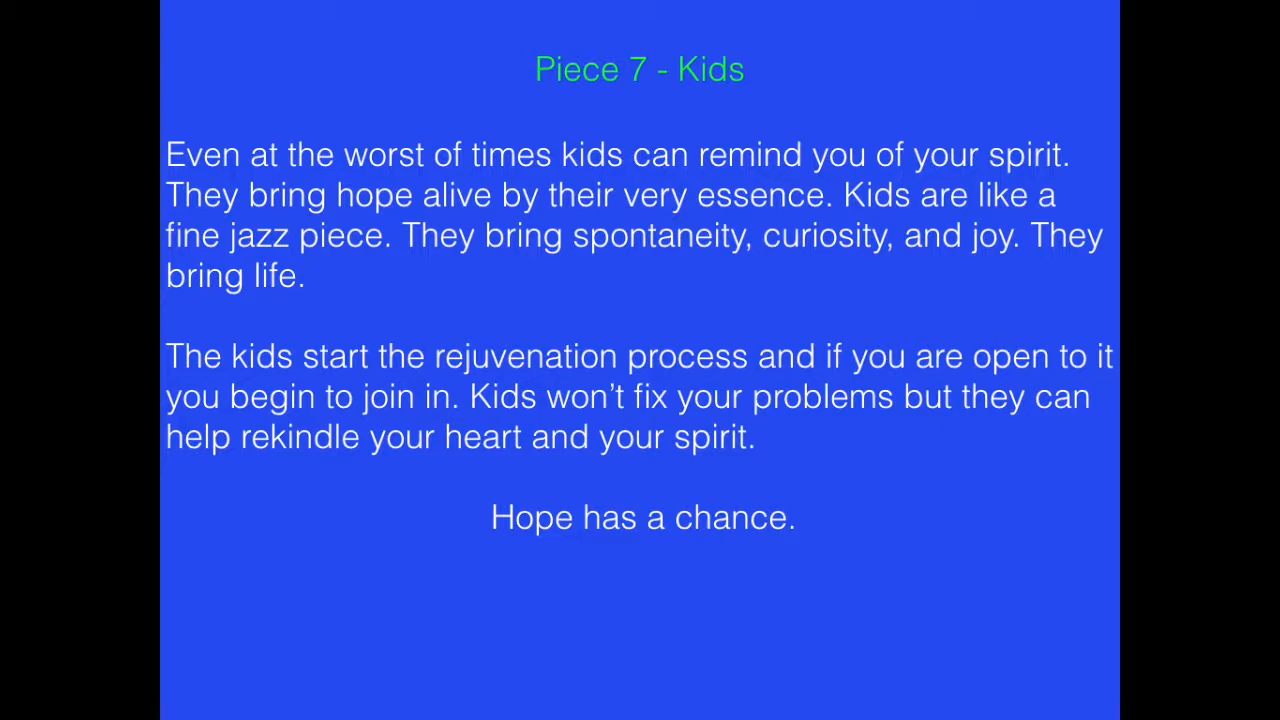 Piece 7 - Kids
Even at the worst of times kids can remind you of your spirit.
They bring hope alive by their very essence. Kids are like a
fine jazz piece. They bring spontaneity, curiosity, and joy. They
bring life.
The kids start the rejuvenation process and if you are open to it
you begin to join in. Kids won’t fix your problems but they can
help rekindle your heart and your spirit.
Hope has a chance.